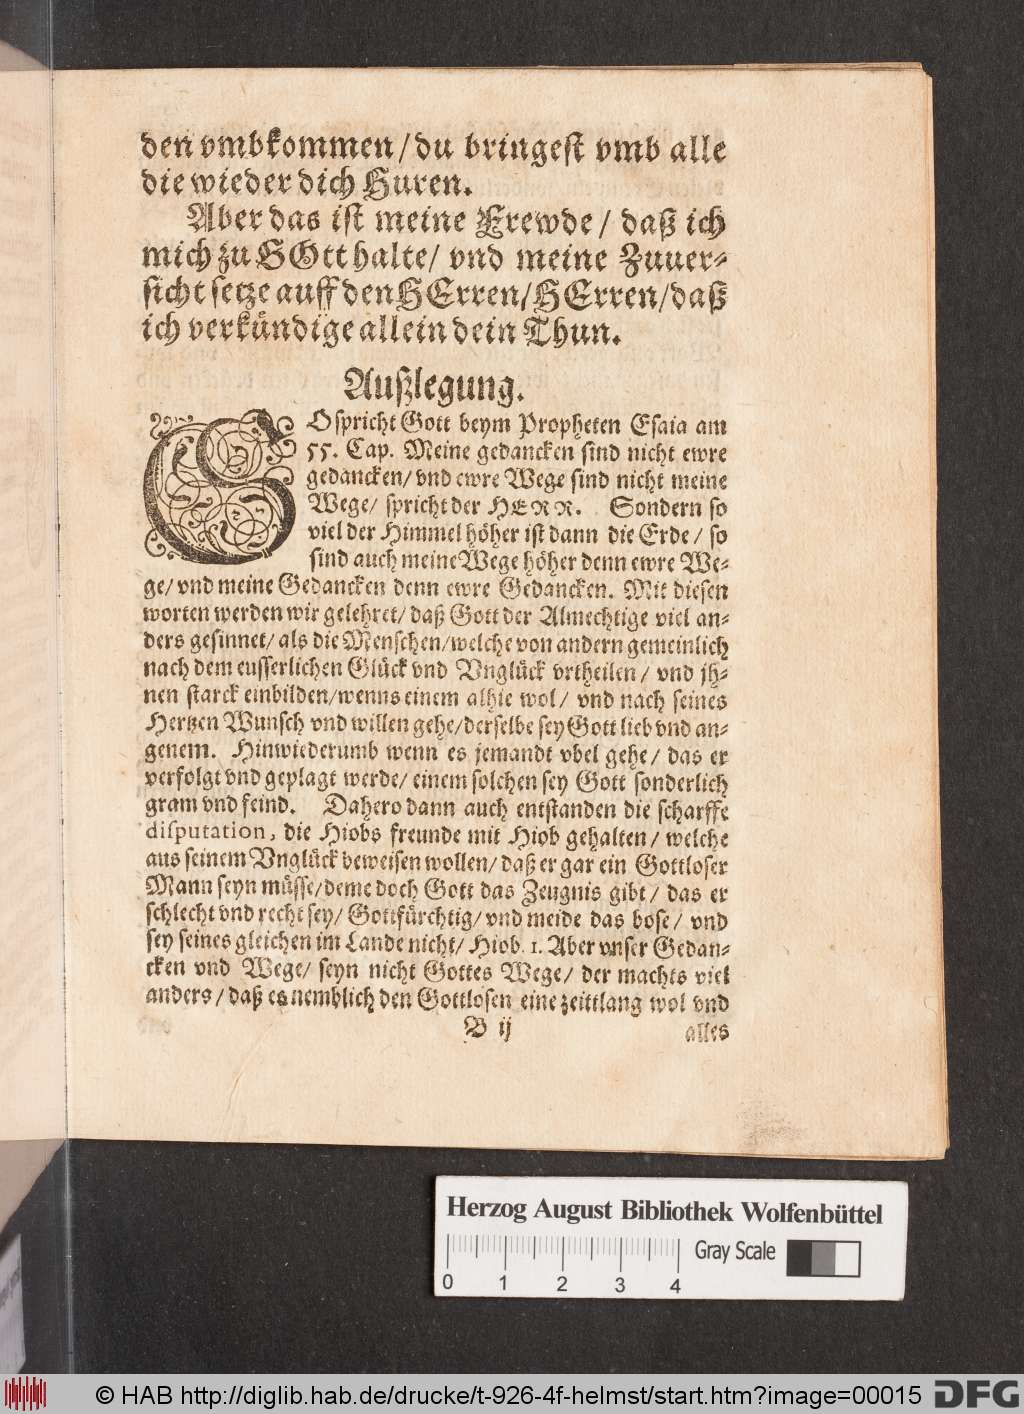 den vmbkommen/du bringest vmb alle
die wieder dich Huren.
Aber das ist meine Frewde/ daß ich
mich zu GOtt halte/ vnd meine Zuuer-
sicht setze auff den HErren/HErren/daß
ich verkündige allein dein Thun.
Außlegung.
SO spricht Gott beym Propheten Esaia am
55. Cap. Meine gedancken sind nicht ewre
gedancken/vnd ewre Wege sind nicht meine
Wege/ spricht der HERR. Sondern so
viel der Himmel höher ist dann die Erde/ so
sind auch meine Wege höher denn ewre We-
ge/ vnd meine Gedancken denn ewre Gedancken. Mit diesen
worten werden wir gelehret/ daß Gott der Almechtige viel an-
ders gesinnet/ als die Menschen/welche von andern gemeinlich
nach dem eusserlichen Glück vnd Vnglück vrtheilen/ vnd jh-
nen starck einbilden/wenns einem alhie wol/ vnd nach seines
Hertzen Wunsch vnd willen gehe/derselbe sey Gott lieb vnd an-
genem. Hinwiederumb wenn es jemandt vbel gehe/ das er
verfolgt vnd geplagt werde/ einem solchen sey Gott sonderlich
gram vnd feind. Dahero dann auch entstanden die scharffe
disputation, die Hiobs freunde mit Hiob gehalten/ welche
aus seinem Vnglück beweisen wollen/ daß er gar ein Gottloser
Mann seyn müsse/deme doch Gott das Zeugnis gibt/ das er
schlecht vnd recht sey/ Gottfürchtig/ vnd meide das bose/ vnd
sey seines gleichen im Lande nicht/ Hiob. 1. Aber vnser Gedan-
cken vnd Wege/ seyn nicht Gottes Wege/ der machts viel
anders/ daß es nemblich den Gottlosen eine zeittlang wol vnd
B ij
alles
Herzog August Bibliothek Wolfenbüttel
Gray Scale
0 1 2 3 4
© HAB http://diglib.hab.de/drucke/t-926-4f-helmst/start.htm?image=00015
DFG